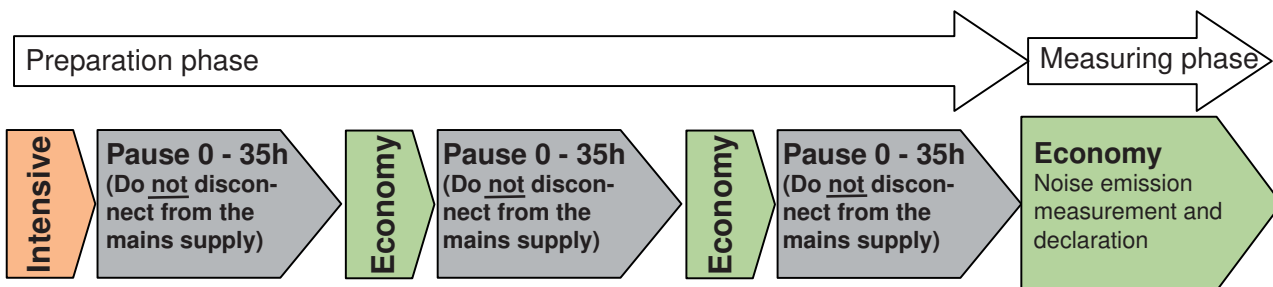 Preparation phase
Measuring phase
Intensive
Pause 0 - 35h
(Do not discon-
nect from the
mains supply)
Economy
Pause 0 - 35h
(Do not discon-
nect from the
mains supply)
Economy
Pause 0 - 35h
(Do not discon-
nect from the
mains supply)
Economy
Noise emission
measurement and
declaration